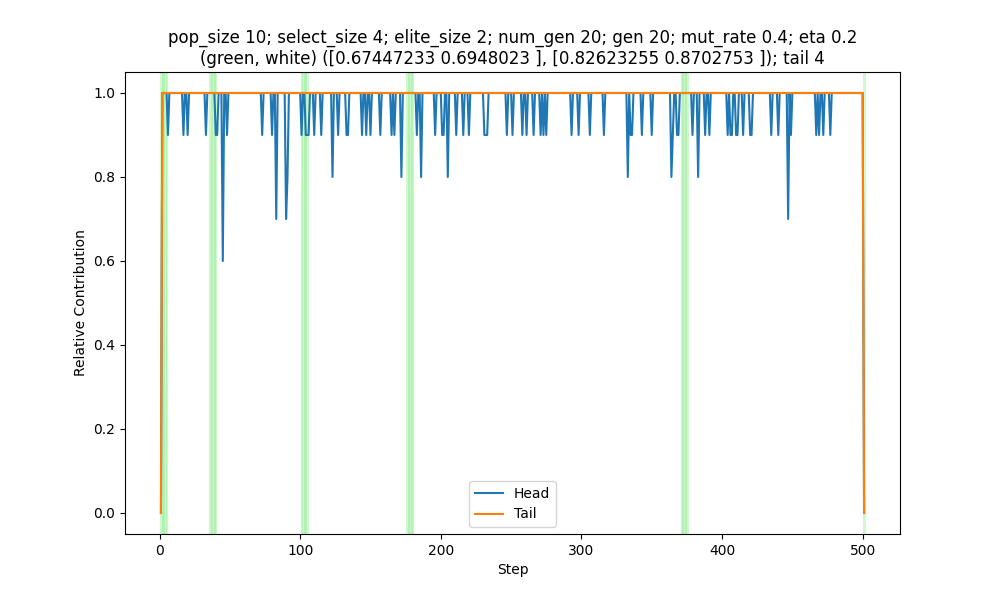 pop_size 10; select_size 4; elite_size 2; num_gen 20; gen 20; mut_rate 0.4; eta 0.2
(green, white) ([0.67447233 0.6948023 ], [0.82623255 0.8702753 ]); tail 4
Relative Contribution
1.0
0.8
0.6
0.4
0.2
0.0
Head
Tail
0 100 200 300 400 500
Step